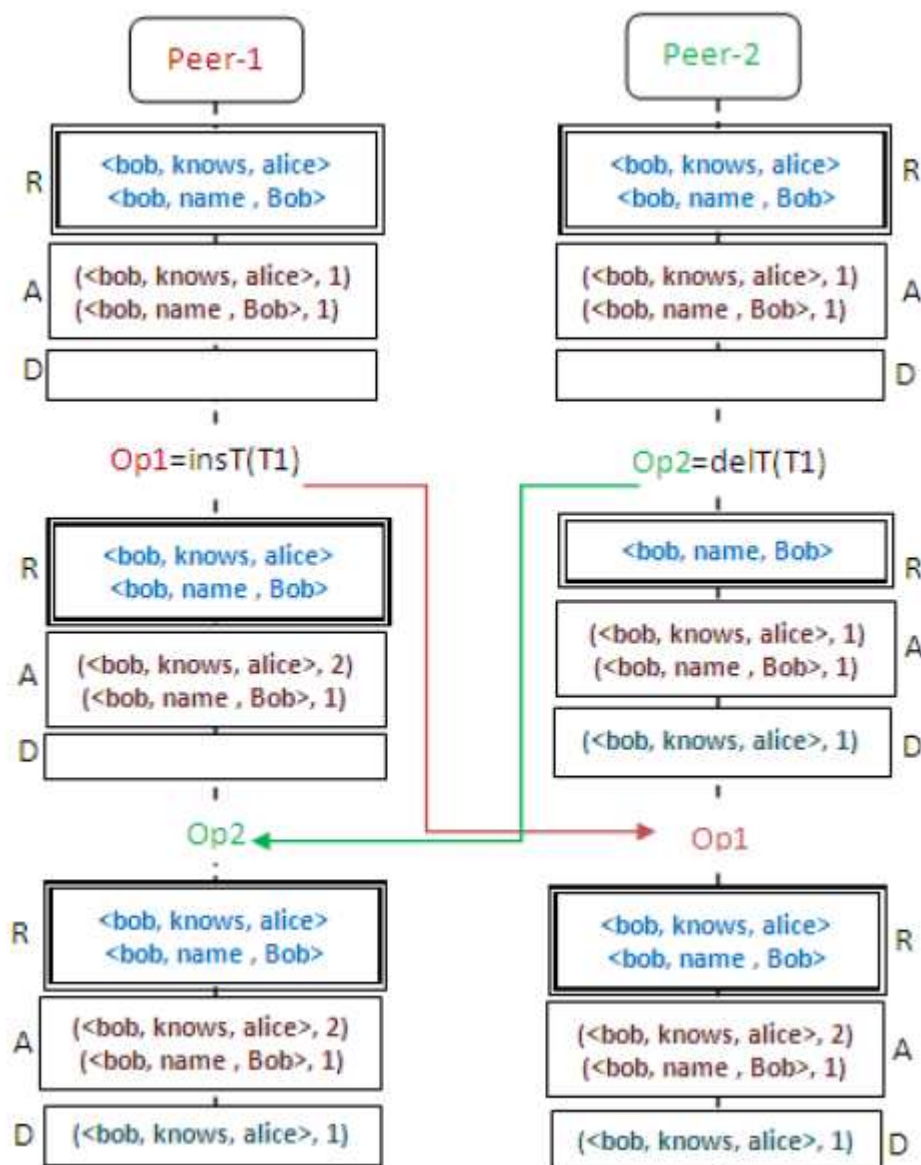 Peer-1
R
<bob, knows, alice>
<bob, name , Bob>
A
(<bob, knows, alice>, 1)
(<bob, name , Bob>, 1)
D
Op1=insT(T1)
R
<bob, knows, alice>
<bob, name , Bob>
A
(<bob, knows, alice>, 2)
(<bob, name , Bob>, 1)
D
Op2
R
<bob, knows, alice>
<bob, name , Bob>
A
(<bob, knows, alice>, 2)
(<bob, name , Bob>, 1)
D
(<bob, knows, alice>, 1)
Peer-2
<bob, knows, alice>
<bob, name , Bob>
R
(<bob, knows, alice>, 1)
(<bob, name , Bob>, 1)
A
D
Op2=delT(T1)
<bob, name, Bob>
R
(<bob, knows, alice>, 1)
(<bob, name , Bob>, 1)
A
(<bob, knows, alice>, 1)
D
Op1
<bob, knows, alice>
<bob, name , Bob>
R
(<bob, knows, alice>, 2)
(<bob, name , Bob>, 1)
A
(<bob, knows, alice>, 1)
D